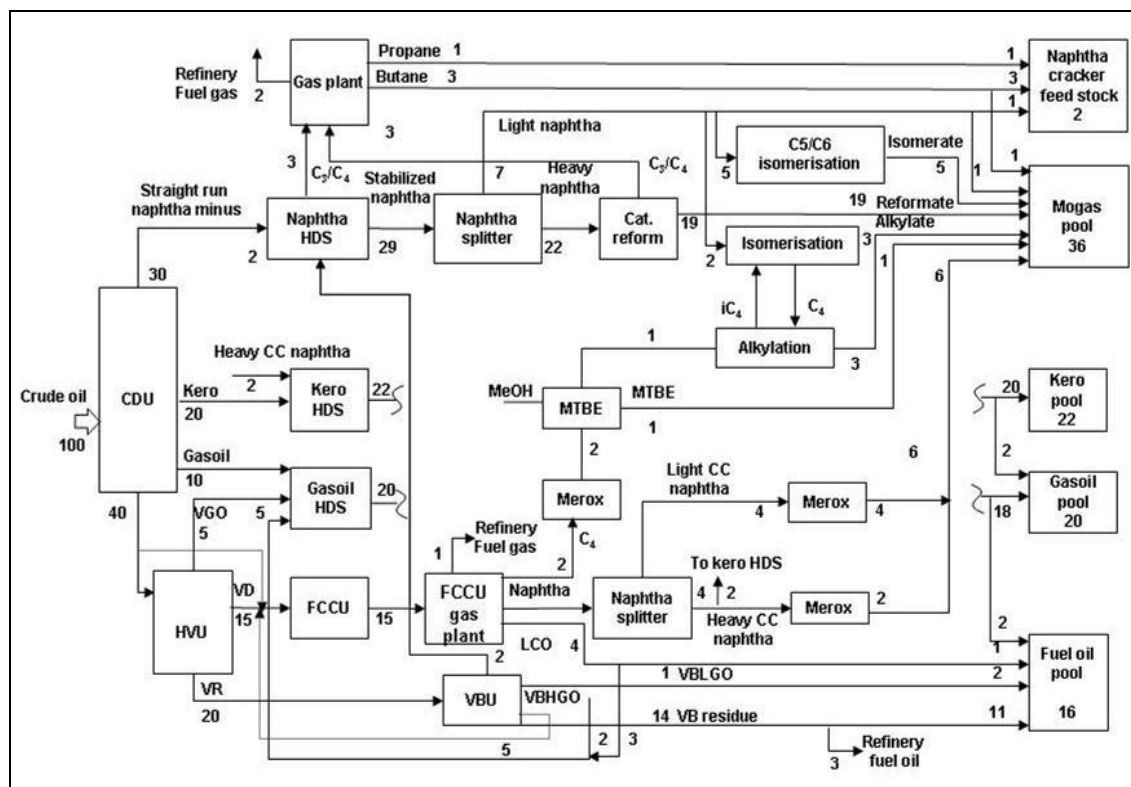 Propane 1
1
Naphtha
cracker
feed stock
2
Refinery
Fuel gas
2
Gas plant
Butane 3
3
3
Light naphtha
1
C5/C6
isomerisation
Isomerate
5
5
1
1
3
C3/C4
Straight run
naphtha minus
Stabilized
naphtha
7
Heavy
naphtha
C3/C4
19
Reformate
Alkylate
Mogas
pool
36
Naphtha
HDS
2
29
Naphtha
splitter
22
Cat.
reform
19
Isomerisation
2
3
1
6
30
iC4
C4
Heavy CC naphtha
2
1
Alkylation
3
Crude oil
100
CDU
Kero
20
Kero
HDS
22
MeOH
MTBE
MTBE
1
20
Kero
pool
22
2
Gasoil
10
Gasoil
HDS
20
2
Light CC
naphtha
4
Merox
4
6
18
Gasoil
pool
20
40
VGO
5
5
Merox
Refinery
Fuel gas
1
C4
2
To kero HDS
HVU
VD
15
FCCU
15
FCCU
gas
plant
Naphtha
Naphtha
splitter
4
2
Heavy CC
naphtha
Merox
2
2
LCO 4
2
1
Fuel oil
pool
16
VR
20
VBU
1 VBLGO
2
VBHGO
14 VB residue
11
5
2
3
3
Refinery
fuel oil